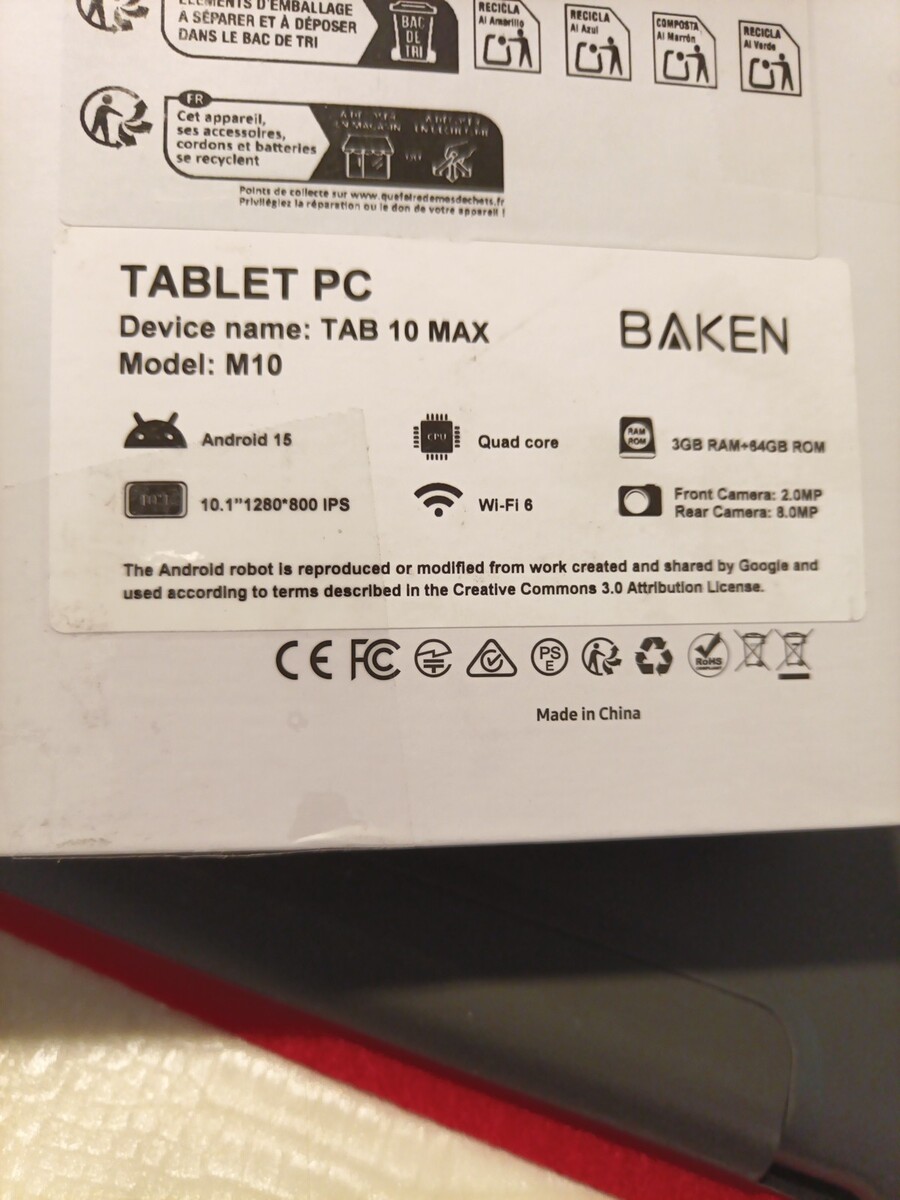 ÉLÉMENTS D'EMBALLAGE
À SÉPARER ET À DÉPOSER
DANS LE BAC DE TRI
BAC
DE
TRI
RECICLA
Al Amarillo
RECICLA
Al Azul
COMPOSTA
Al Marrón
RECICLA
Al Verde
FR
Cet appareil,
ses accessoires,
cordons et batteries
se recyclent
Points de collecte sur www.quefairedemesdechets.fr
Privilégiez la réparation ou le don de votre appareil !
TABLET PC
Device name: TAB 10 MAX
Model: M10
BAKEN
Android 15
CPU
Quad core
RAM
ROM
3GB RAM+64GB ROM
10.1"1280*800 IPS
Wi-Fi 6
Front Camera: 2.0MP
Rear Camera: 8.0MP
The Android robot is reproduced or modified from work created and shared by Google and
used according to terms described in the Creative Commons 3.0 Attribution License.
CE FC PS E RoHS
Made in China